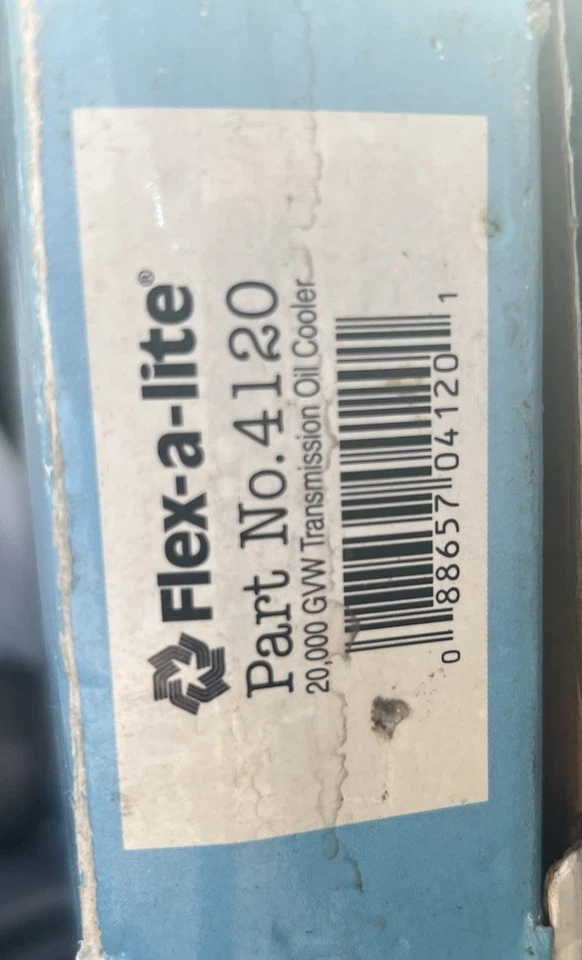 Flex-a-lite®
Part No. 4120
20,000 GVW Transmission Oil Cooler
0 88657 04120 1